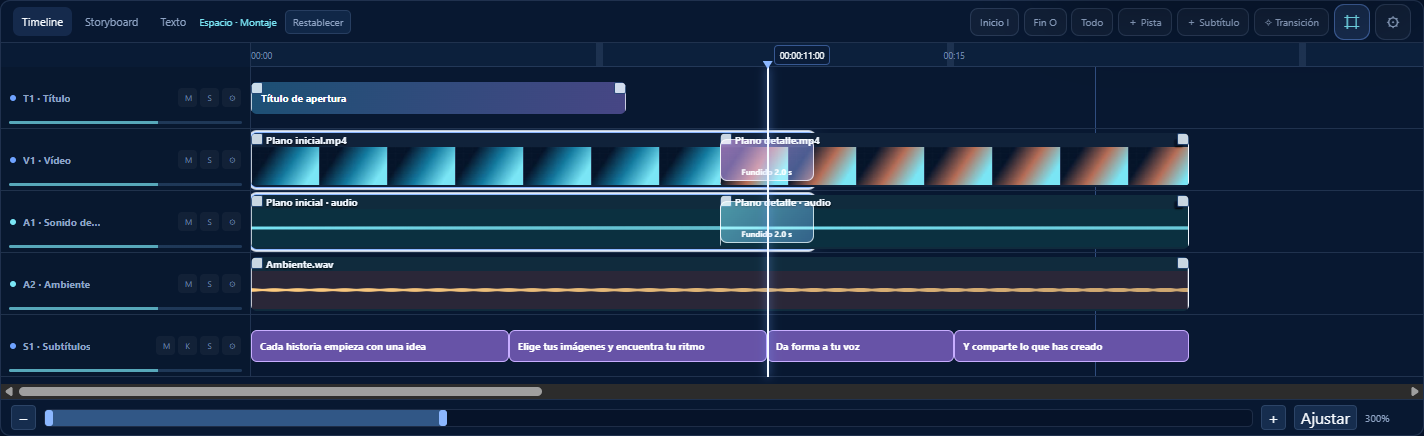 Timeline Storyboard Texto Espacio · Montaje Restablecer Inicio I Fin O Todo + Pista + Subtítulo ✧ Transición
00:00 00:00:11:00 00:15
T1 · Título M S Título de apertura
V1 · Vídeo M S Plano inicial.mp4 Plano detalle.mp4
Fundido 2.0 s
A1 · Sonido de... M S Plano inicial · audio Plano detalle · audio
Fundido 2.0 s
A2 · Ambiente M S Ambiente.wav
S1 · Subtítulos M K S Cada historia empieza con una idea Elige tus imágenes y encuentra tu ritmo Da forma a tu voz Y comparte lo que has creado
− + Ajustar 300%